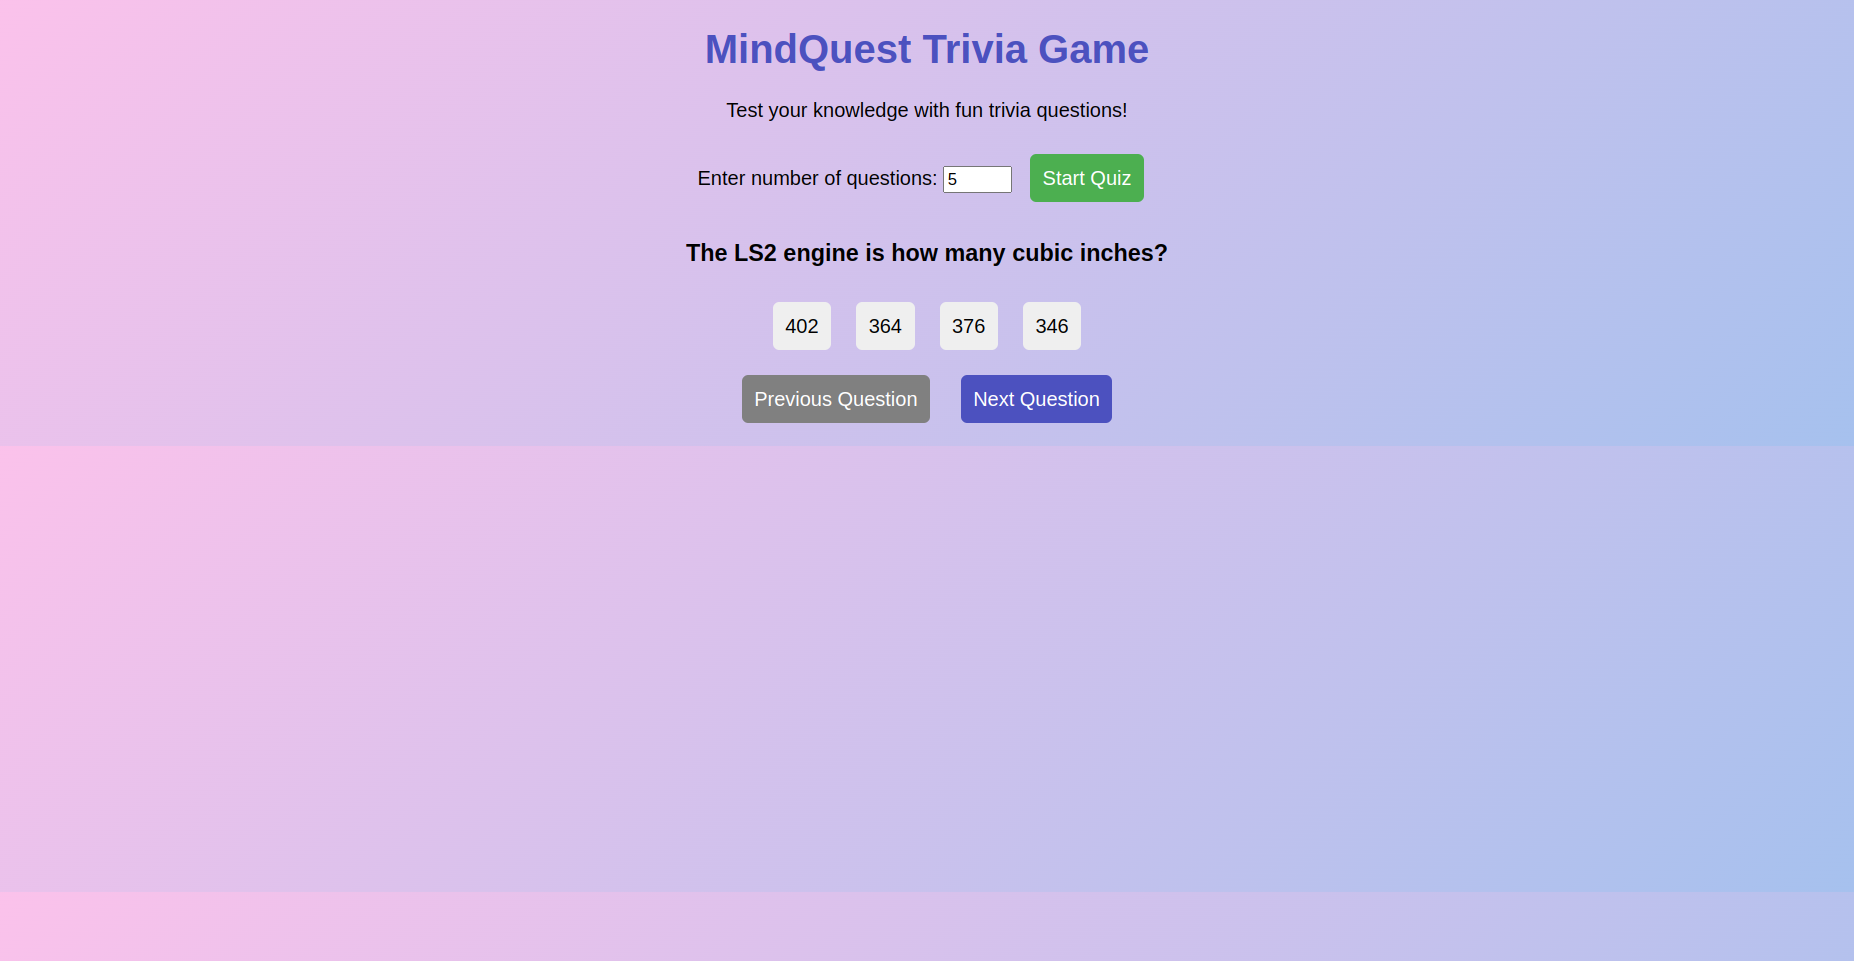 MindQuest Trivia Game
Test your knowledge with fun trivia questions!
Enter number of questions: 5 Start Quiz
The LS2 engine is how many cubic inches?
402 364 376 346
Previous Question Next Question